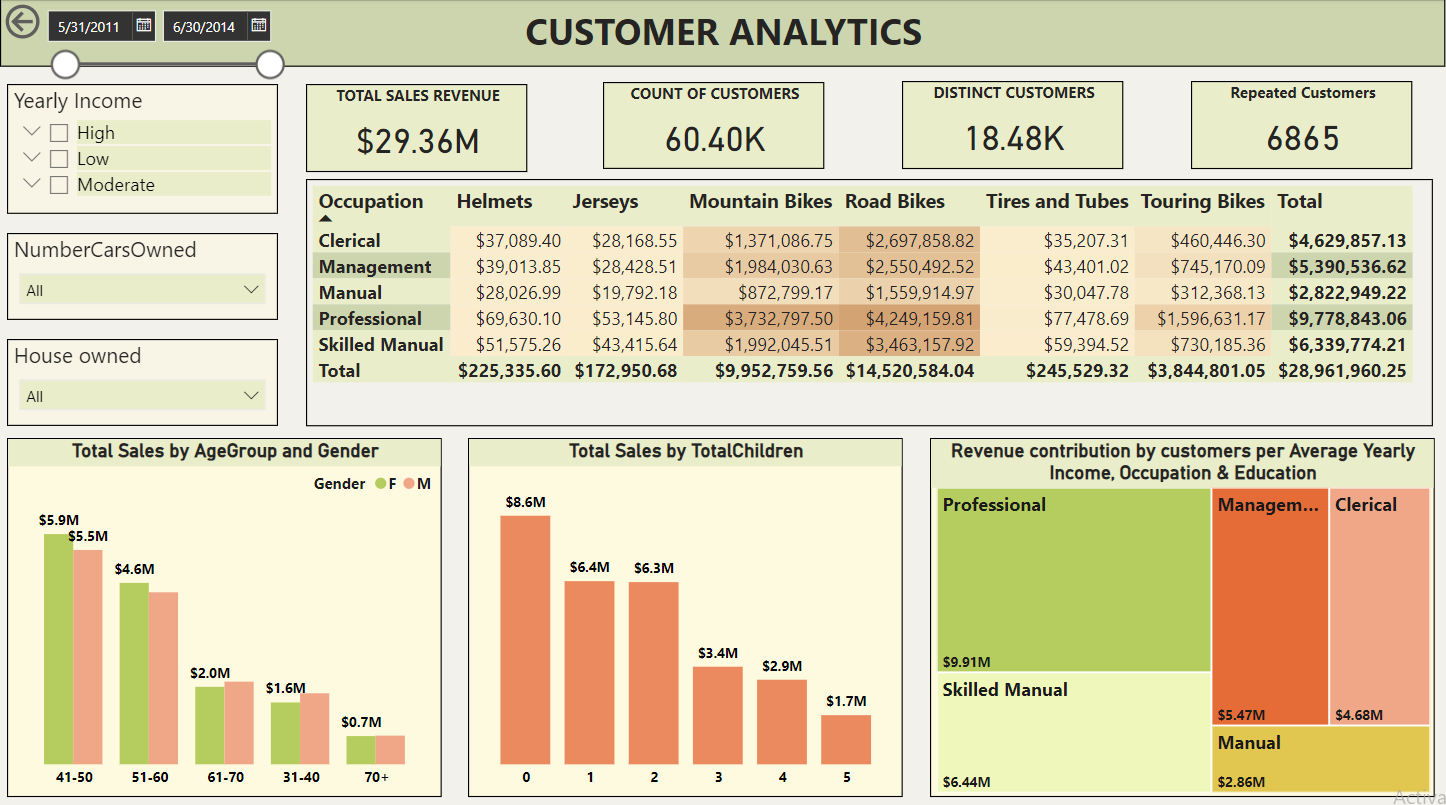 5/31/2011
6/30/2014
CUSTOMER ANALYTICS
Yearly Income
High
Low
Moderate
NumberCarsOwned
All
House owned
All
TOTAL SALES REVENUE
$29.36M
COUNT OF CUSTOMERS
60.40K
DISTINCT CUSTOMERS
18.48K
Repeated Customers
6865
Occupation Helmets Jerseys Mountain Bikes Road Bikes Tires and Tubes Touring Bikes Total
Clerical $37,089.40 $28,168.55 $1,371,086.75 $2,697,858.82 $35,207.31 $460,446.30 $4,629,857.13
Management $39,013.85 $28,428.51 $1,984,030.63 $2,550,492.52 $43,401.02 $745,170.09 $5,390,536.62
Manual $28,026.99 $19,792.18 $872,799.17 $1,559,914.97 $30,047.78 $312,368.13 $2,822,949.22
Professional $69,630.10 $53,145.80 $3,732,797.50 $4,249,159.81 $77,478.69 $1,596,631.17 $9,778,843.06
Skilled Manual $51,575.26 $43,415.64 $1,992,045.51 $3,463,157.92 $59,394.52 $730,185.36 $6,339,774.21
Total $225,335.60 $172,950.68 $9,952,759.56 $14,520,584.04 $245,529.32 $3,844,801.05 $28,961,960.25
Total Sales by AgeGroup and Gender
Gender F M
$5.9M
$5.5M
$4.6M
$2.0M
$1.6M
$0.7M
41-50 51-60 61-70 31-40 70+
Total Sales by TotalChildren
$8.6M
$6.4M
$6.3M
$3.4M
$2.9M
$1.7M
0 1 2 3 4 5
Revenue contribution by customers per Average Yearly
Income, Occupation & Education
Professional
$9.91M
Skilled Manual
$6.44M
Managem...
$5.47M
Clerical
$4.68M
Manual
$2.86M
Activa